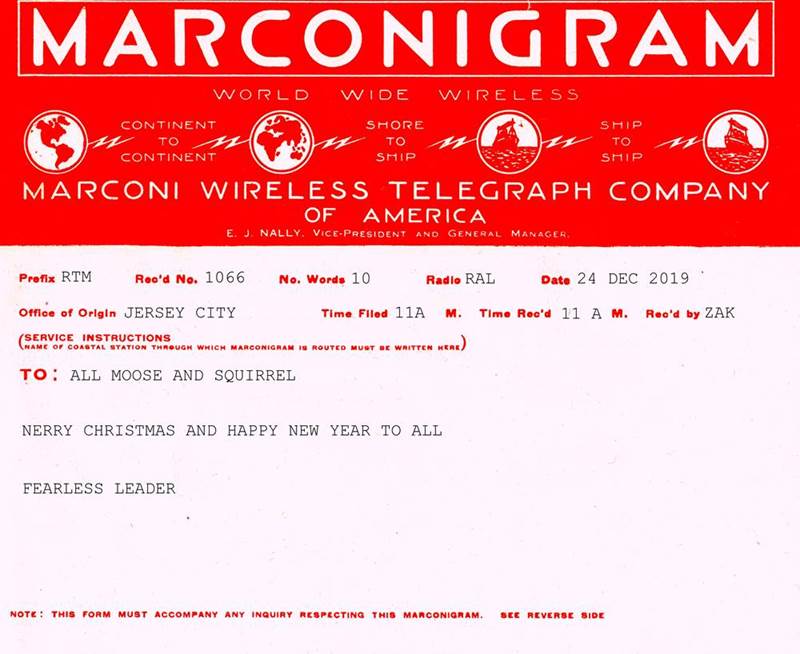 MARCONIGRAM
WORLD WIDE WIRELESS
CONTINENT TO CONTINENT
SHORE TO SHIP
SHIP TO SHIP
MARCONI WIRELESS TELEGRAPH COMPANY
OF AMERICA
E. J. NALLY, VICE-PRESIDENT AND GENERAL MANAGER.
Prefix RTM Rec'd No. 1066 No. Words 10 Radio RAL Date 24 DEC 2019
Office of Origin JERSEY CITY Time Filed 11A M. Time Rec'd 11 A M. Rec'd by ZAK
(SERVICE INSTRUCTIONS
NAME OF COASTAL STATION THROUGH WHICH MARCONIGRAM IS ROUTED MUST BE WRITTEN HERE)
TO: ALL MOOSE AND SQUIRREL
NERRY CHRISTMAS AND HAPPY NEW YEAR TO ALL
FEARLESS LEADER
NOTE: THIS FORM MUST ACCOMPANY ANY INQUIRY RESPECTING THIS MARCONIGRAM. SEE REVERSE SIDE